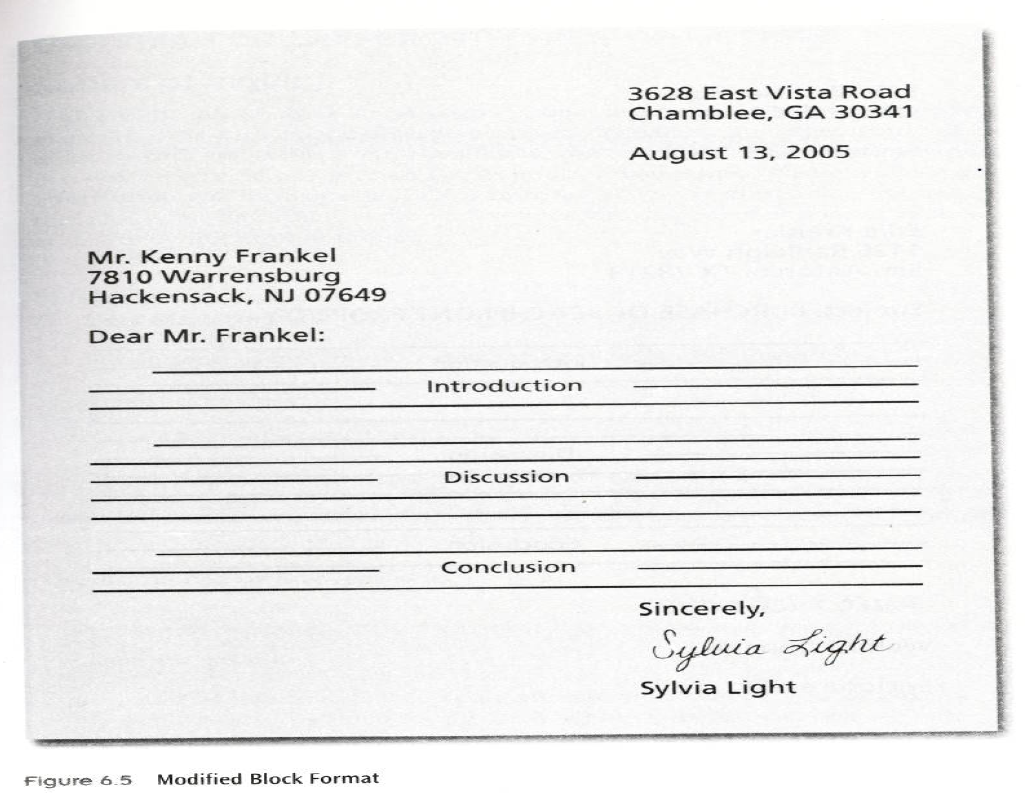 3628 East Vista Road
Chamblee, GA 30341
August 13, 2005
Mr. Kenny Frankel
7810 Warrensburg
Hackensack, NJ 07649
Dear Mr. Frankel:
Introduction
Discussion
Conclusion
Sincerely,
Sylvia Light
Sylvia Light
Figure 6.5 Modified Block Format